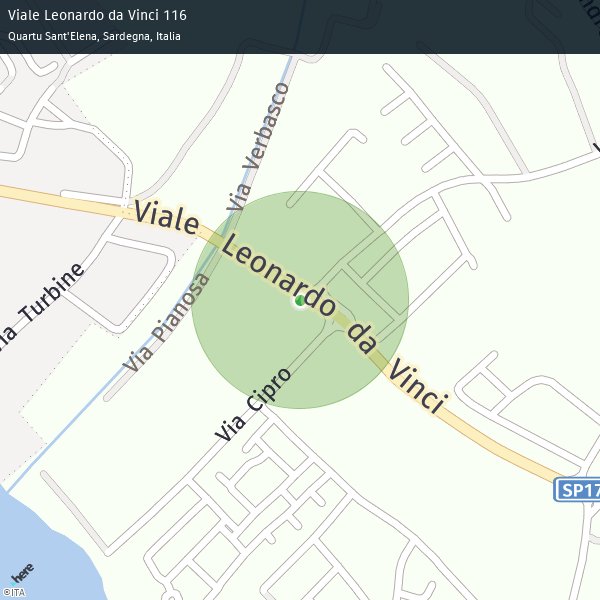 Viale Leonardo da Vinci 116
Quartu Sant'Elena, Sardegna, Italia
Via Verbasco
Viale Leonardo da Vinci
Via Pianosa
Turbine
Via Cipro
SP17
here
©ITA